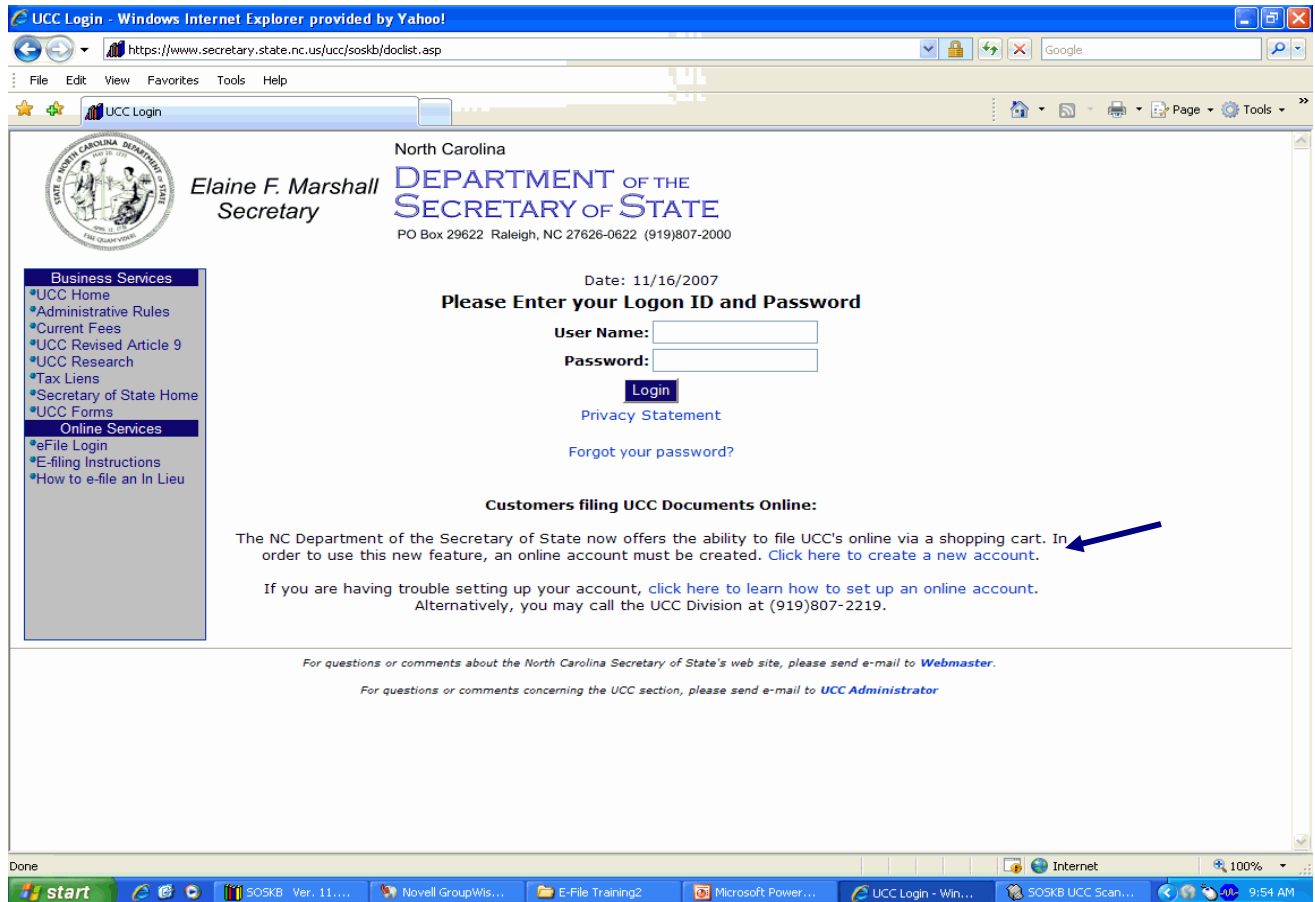 UCC Login - Windows Internet Explorer provided by Yahoo!
https://www.secretary.state.nc.us/ucc/soskb/doclist.asp
Google
File Edit View Favorites Tools Help
UCC Login
Page Tools
North Carolina
DEPARTMENT OF THE
SECRETARY OF STATE
Elaine F. Marshall
Secretary
PO Box 29622 Raleigh, NC 27626-0622 (919)807-2000
Business Services
UCC Home
Administrative Rules
Current Fees
UCC Revised Article 9
UCC Research
Tax Liens
Secretary of State Home
UCC Forms
Online Services
eFile Login
E-filing Instructions
How to e-file an In Lieu
Date: 11/16/2007
Please Enter your Logon ID and Password
User Name:
Password:
Login
Privacy Statement
Forgot your password?
Customers filing UCC Documents Online:
The NC Department of the Secretary of State now offers the ability to file UCC's online via a shopping cart. In
order to use this new feature, an online account must be created. Click here to create a new account.
If you are having trouble setting up your account, click here to learn how to set up an online account.
Alternatively, you may call the UCC Division at (919)807-2219.
For questions or comments about the North Carolina Secretary of State's web site, please send e-mail to Webmaster.
For questions or comments concerning the UCC section, please send e-mail to UCC Administrator
Done
Internet
100%
start
SOSKB Ver. 11....
Novell GroupWis...
E-File Training2
Microsoft Power...
UCC Login - Win...
SOSKB UCC Scan...
9:54 AM